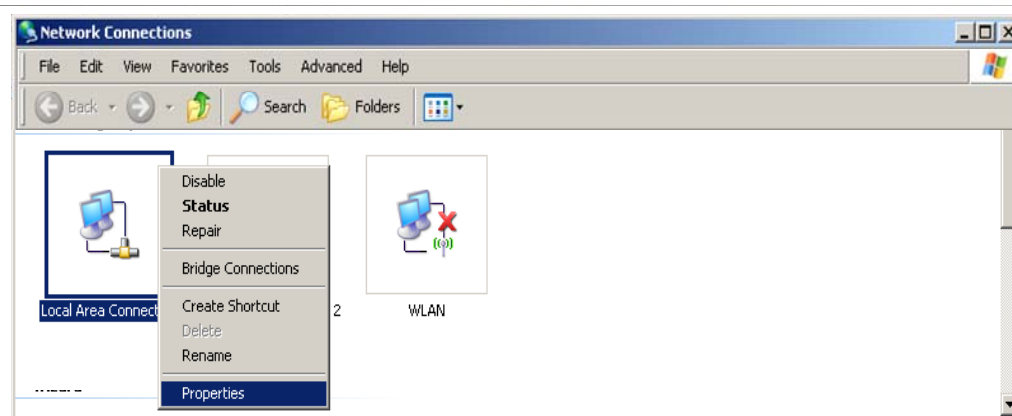 Network Connections
File Edit View Favorites Tools Advanced Help
Back Search Folders
Disable
Status
Repair
Bridge Connections
Create Shortcut
Delete
Rename
Properties
Local Area Connect
2
WLAN